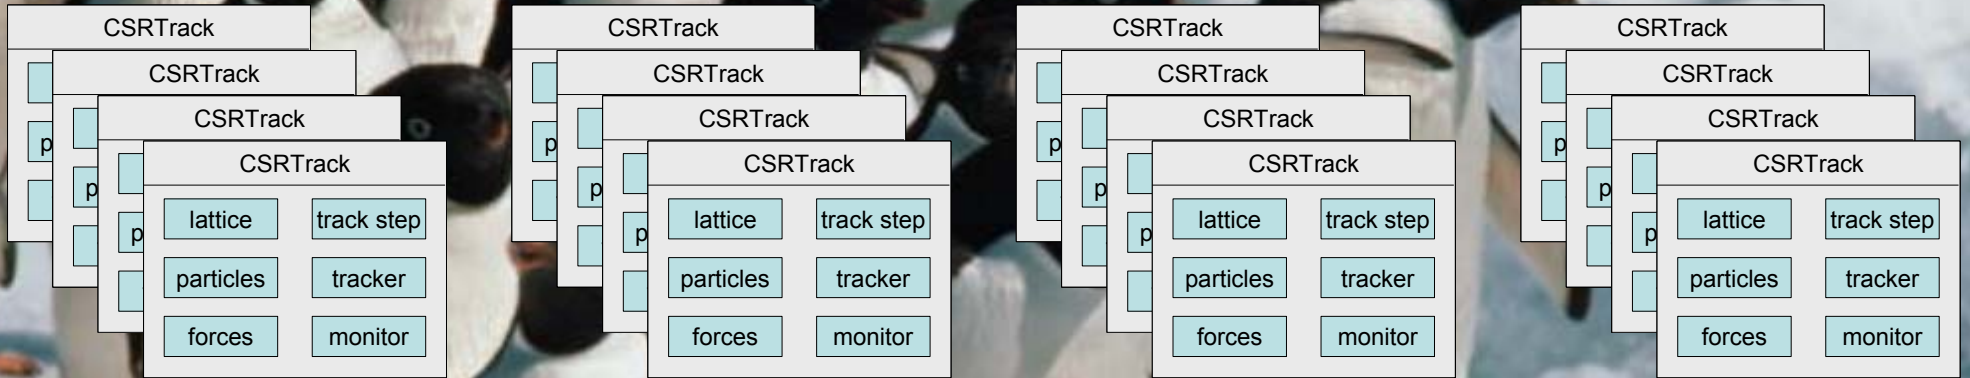 CSRTrack CSRTrack CSRTrack CSRTrack
CSRTrack CSRTrack CSRTrack CSRTrack
CSRTrack CSRTrack CSRTrack CSRTrack
p p p p
CSRTrack CSRTrack CSRTrack CSRTrack
p p p p
lattice track step lattice track step lattice track step lattice track step
p p p p
particles tracker particles tracker particles tracker particles tracker
forces monitor forces monitor forces monitor forces monitor